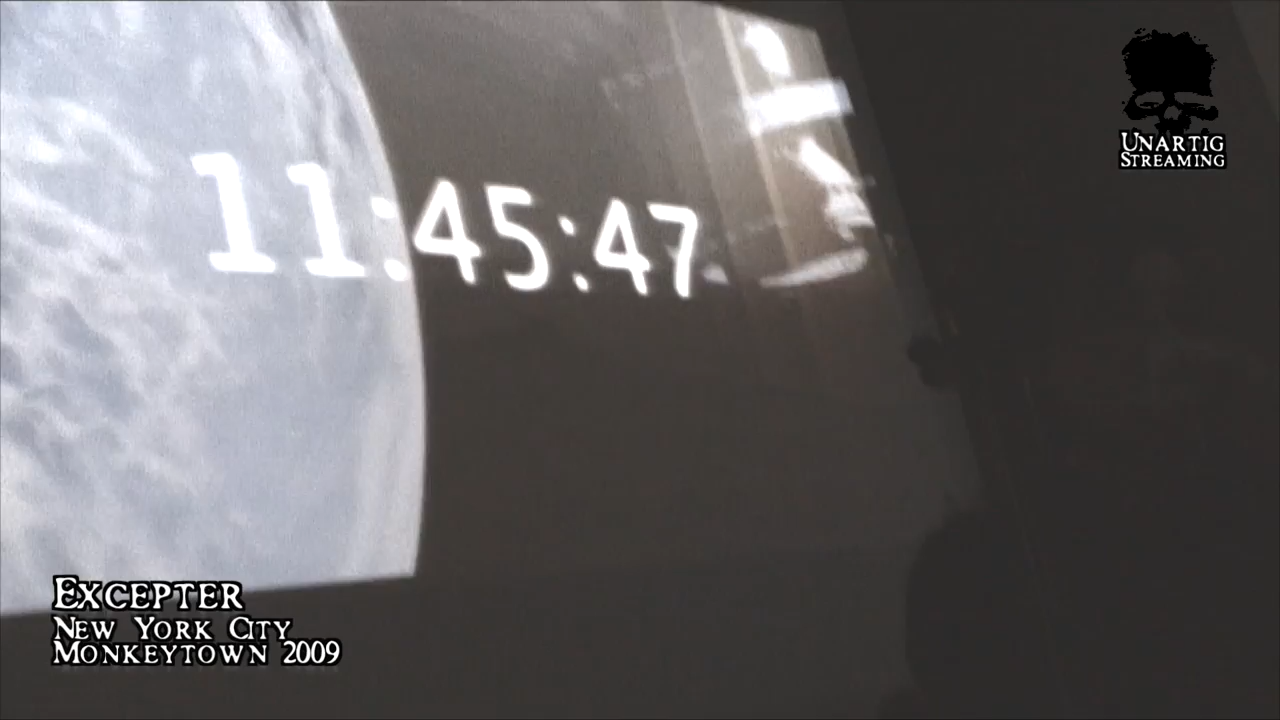 UNARTIG
STREAMING
11:45:47
EXCEPTER
NEW YORK CITY
MONKEYTOWN 2009